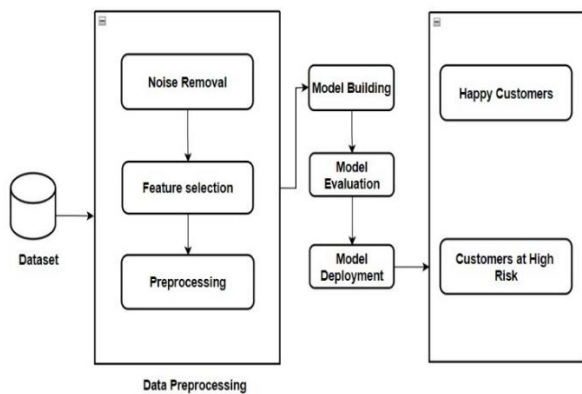 Dataset
Noise Removal
Feature selection
Preprocessing
Data Preprocessing
Model Building
Model
Evaluation
Model
Deployment
Happy Customers
Customers at High
Risk